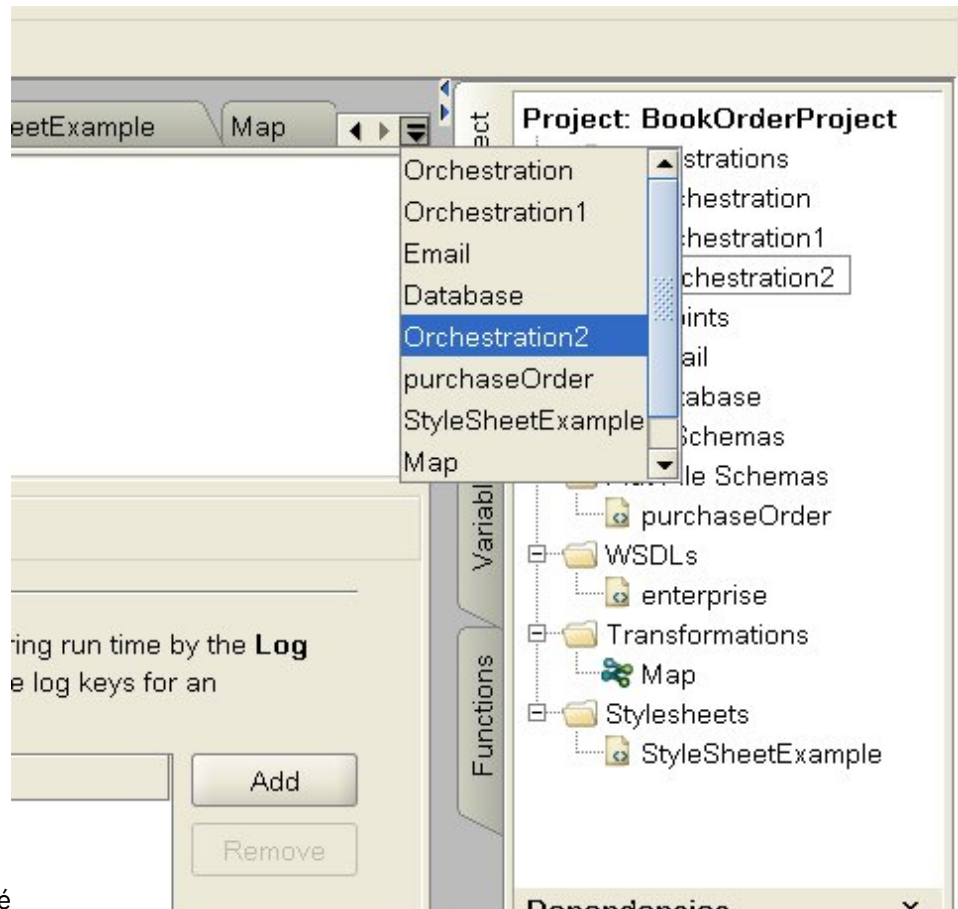 eetExample
Map
Orchestration
Orchestration1
Email
Database
Orchestration2
purchaseOrder
StyleSheetExample
Map
ring run time by the Log
e log keys for an
Add
Remove
é
ect
Variabl
Functions
Project: BookOrderProject
strations
hestration
hestration1
chestration2
ints
ail
abase
Schemas
le Schemas
purchaseOrder
WSDLs
enterprise
Transformations
Map
Stylesheets
StyleSheetExample